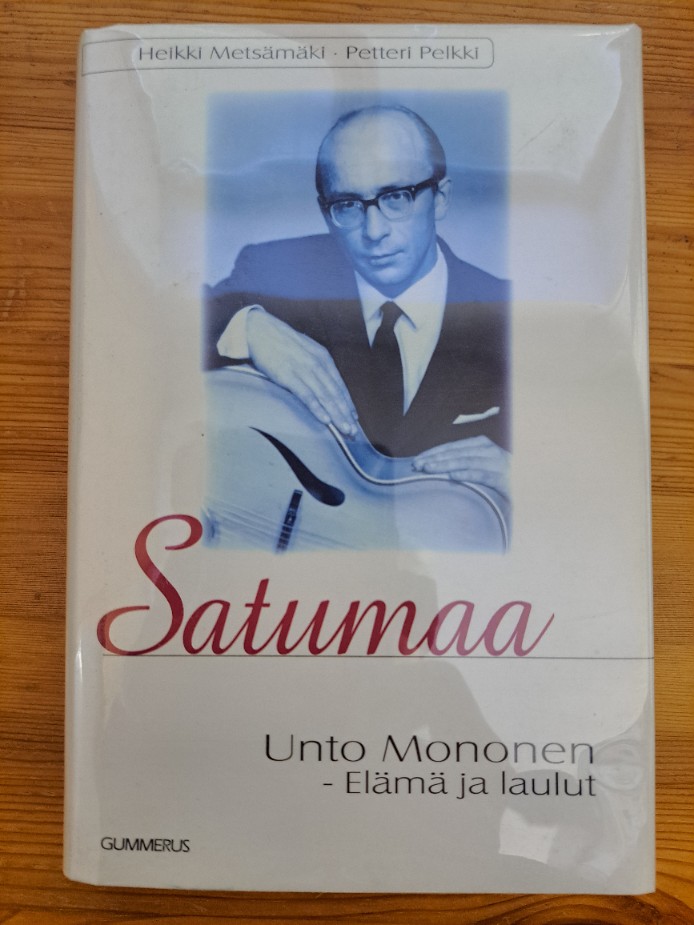 Heikki Metsämäki · Petteri Pelkki
Satumaa
Unto Mononen
- Elämä ja laulut
GUMMERUS